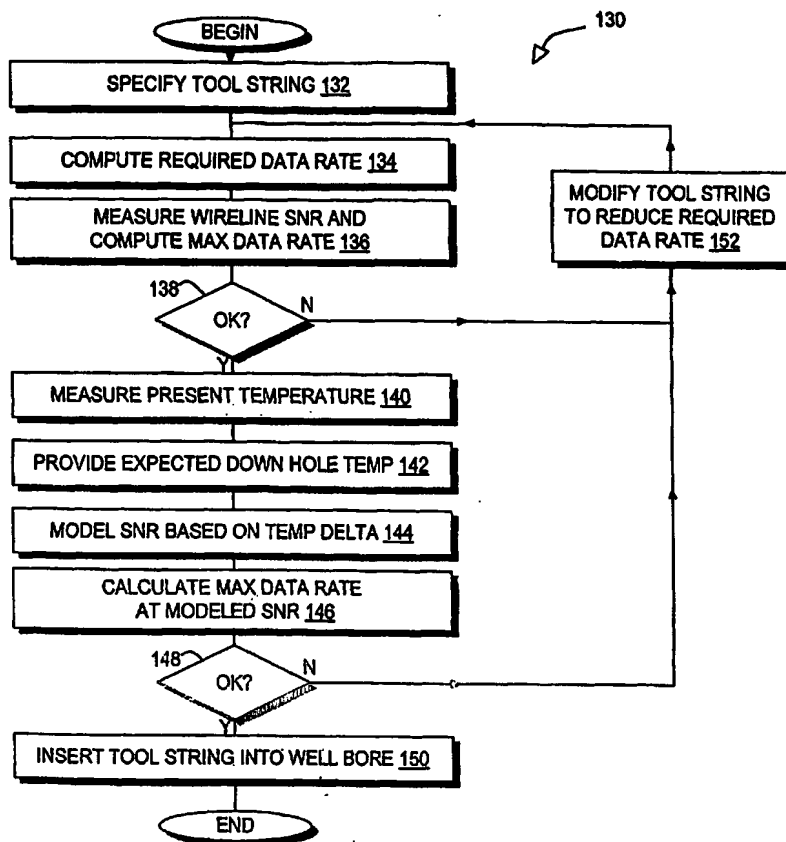 BEGIN
130
SPECIFY TOOL STRING 132
COMPUTE REQUIRED DATA RATE 134
MODIFY TOOL STRING
TO REDUCE REQUIRED
DATA RATE 152
MEASURE WIRELINE SNR AND
COMPUTE MAX DATA RATE 136
138
OK?
N
Y
MEASURE PRESENT TEMPERATURE 140
PROVIDE EXPECTED DOWN HOLE TEMP 142
MODEL SNR BASED ON TEMP DELTA 144
CALCULATE MAX DATA RATE
AT MODELED SNR 146
148
OK?
N
Y
INSERT TOOL STRING INTO WELL BORE 150
END